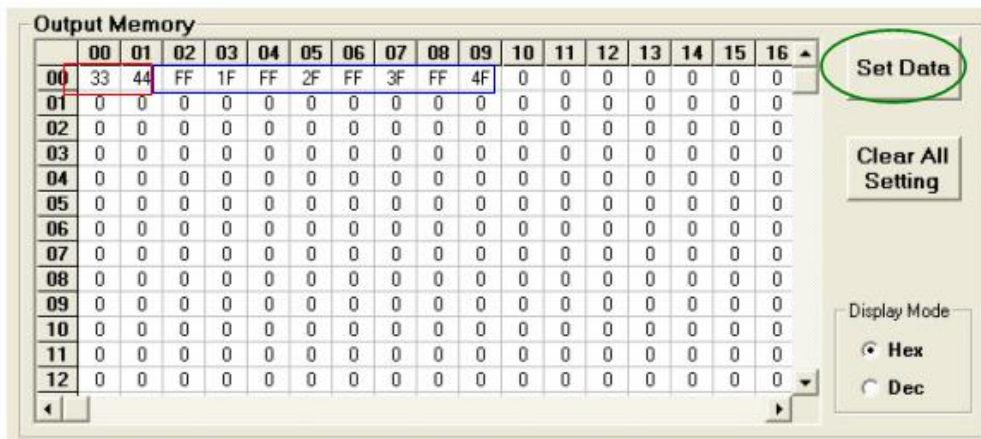 Output Memory
00 01 02 03 04 05 06 07 08 09 10 11 12 13 14 15 16
00 33 44 FF 1F FF 2F FF 3F FF 4F 0 0 0 0 0 0 0
01 0 0 0 0 0 0 0 0 0 0 0 0 0 0 0 0 0
02 0 0 0 0 0 0 0 0 0 0 0 0 0 0 0 0 0
03 0 0 0 0 0 0 0 0 0 0 0 0 0 0 0 0 0
04 0 0 0 0 0 0 0 0 0 0 0 0 0 0 0 0 0
05 0 0 0 0 0 0 0 0 0 0 0 0 0 0 0 0 0
06 0 0 0 0 0 0 0 0 0 0 0 0 0 0 0 0 0
07 0 0 0 0 0 0 0 0 0 0 0 0 0 0 0 0 0
08 0 0 0 0 0 0 0 0 0 0 0 0 0 0 0 0 0
09 0 0 0 0 0 0 0 0 0 0 0 0 0 0 0 0 0
10 0 0 0 0 0 0 0 0 0 0 0 0 0 0 0 0 0
11 0 0 0 0 0 0 0 0 0 0 0 0 0 0 0 0 0
12 0 0 0 0 0 0 0 0 0 0 0 0 0 0 0 0 0
Set Data
Clear All
Setting
Display Mode
Hex
Dec